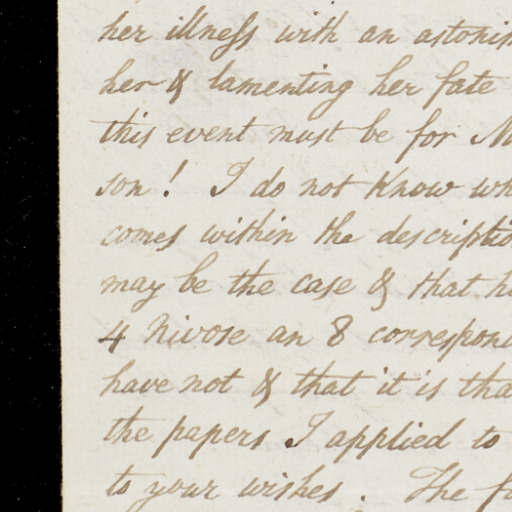 her illness with an astonis
her & lamenting her fate
this event must be for M
son! I do not know wh
comes within the descriptio
may be the case & that h
4 Nivose an 8 correspon
have not & that it is tha
the papers I applied to
to your wishes. The f